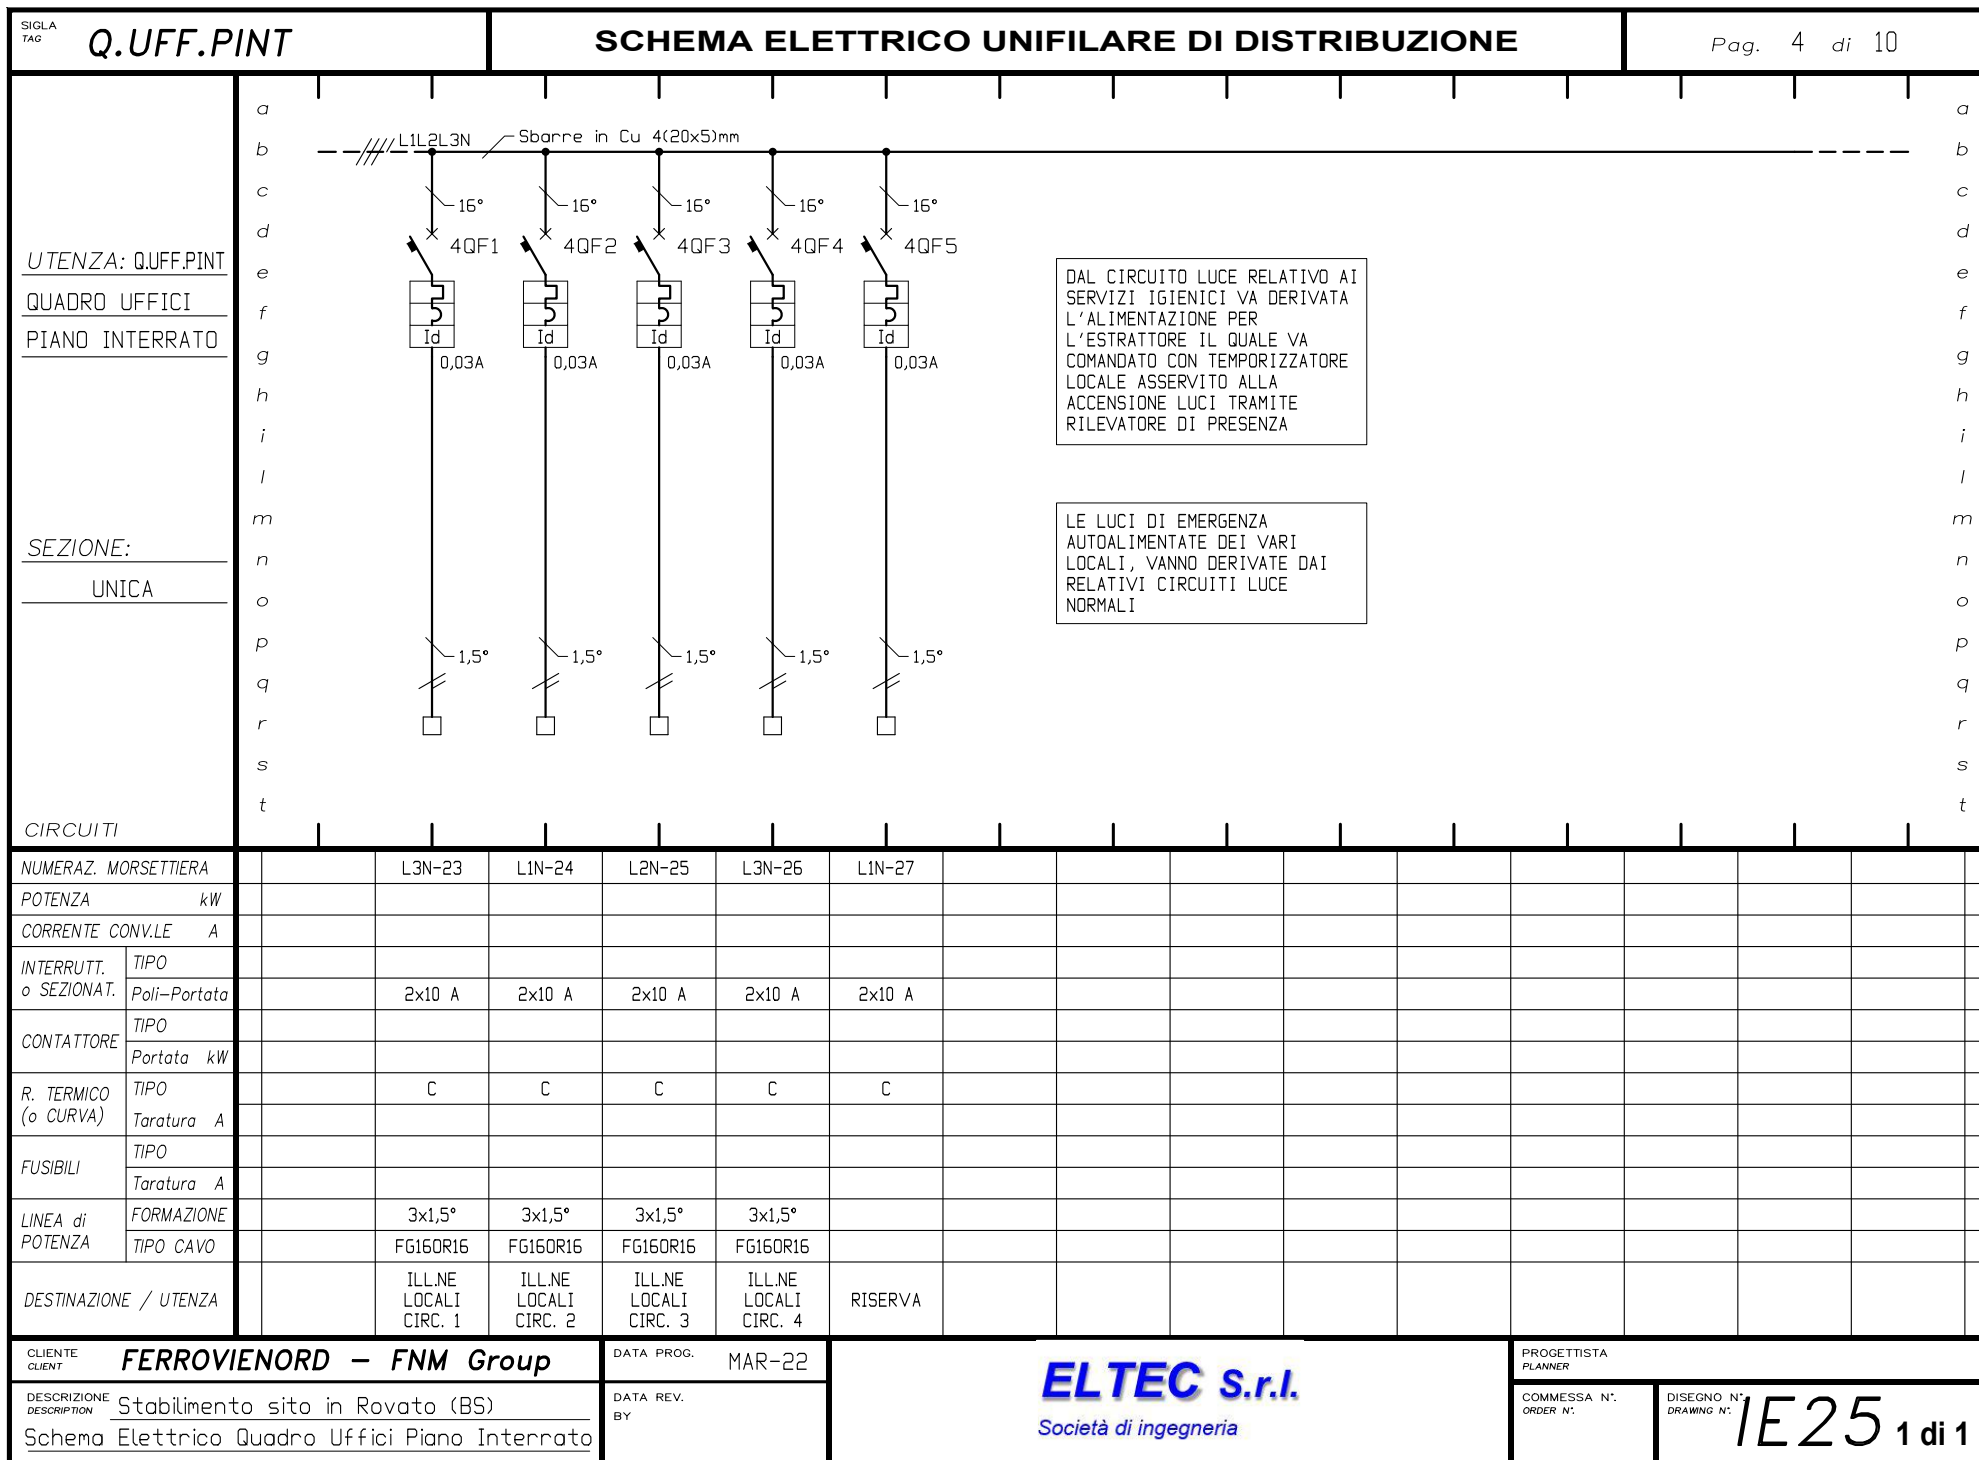 SIGLA
TAG
Q.UFF.PINT
SCHEMA ELETTRICO UNIFILARE DI DISTRIBUZIONE
Pag. 4 di 10
a a
b b
c c
d d
e e
f f
g g
h h
i i
l l
m m
n n
o o
p p
q q
r r
s s
t t
UTENZA: Q.UFF.PINT
QUADRO UFFICI
PIANO INTERRATO
SEZIONE:
UNICA
CIRCUITI
L1L2L3N
Sbarre in Cu 4(20x5)mm
16° 16° 16° 16° 16°
4QF1 4QF2 4QF3 4QF4 4QF5
Id Id Id Id Id
0,03A 0,03A 0,03A 0,03A 0,03A
1,5° 1,5° 1,5° 1,5° 1,5°
DAL CIRCUITO LUCE RELATIVO AI
SERVIZI IGIENICI VA DERIVATA
L'ALIMENTAZIONE PER
L'ESTRATTORE IL QUALE VA
COMANDATO CON TEMPORIZZATORE
LOCALE ASSERVITO ALLA
ACCENSIONE LUCI TRAMITE
RILEVATORE DI PRESENZA
LE LUCI DI EMERGENZA
AUTOALIMENTATE DEI VARI
LOCALI, VANNO DERIVATE DAI
RELATIVI CIRCUITI LUCE
NORMALI
NUMERAZ. MORSETTIERA L3N-23 L1N-24 L2N-25 L3N-26 L1N-27
POTENZA kW
CORRENTE CONV.LE A
INTERRUTT.
o SEZIONAT.
TIPO
Poli-Portata 2x10 A 2x10 A 2x10 A 2x10 A 2x10 A
CONTATTORE
TIPO
Portata kW
R. TERMICO
(o CURVA)
TIPO C C C C C
Taratura A
FUSIBILI
TIPO
Taratura A
LINEA di
POTENZA
FORMAZIONE 3x1,5° 3x1,5° 3x1,5° 3x1,5°
TIPO CAVO FG16OR16 FG16OR16 FG16OR16 FG16OR16
DESTINAZIONE / UTENZA
ILL.NE ILL.NE ILL.NE ILL.NE
LOCALI LOCALI LOCALI LOCALI RISERVA
CIRC. 1 CIRC. 2 CIRC. 3 CIRC. 4
CLIENTE
CLIENT
FERROVIENORD - FNM Group
DESCRIZIONE
DESCRIPTION
Stabilimento sito in Rovato (BS)
Schema Elettrico Quadro Uffici Piano Interrato
DATA PROG. MAR-22
DATA REV.
BY
ELTEC S.r.l.
Società di ingegneria
PROGETTISTA
PLANNER
COMMESSA N°.
ORDER N°.
DISEGNO N°.
DRAWING N°.
IE25 1 di 1